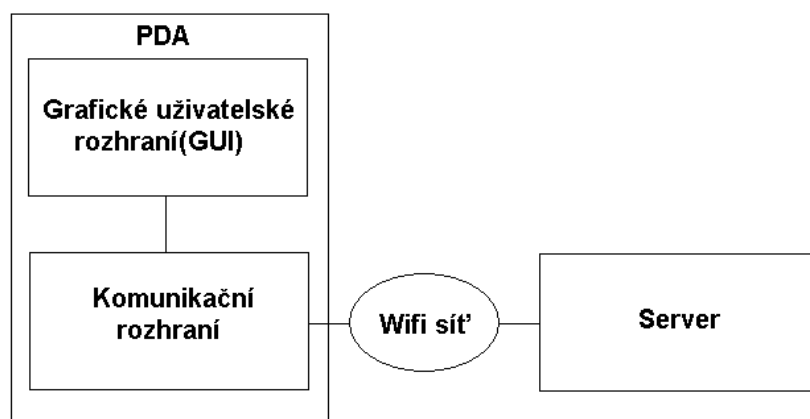 PDA
Grafické uživatelské
rozhraní(GUI)
Komunikační
rozhraní
Wifi síť
Server